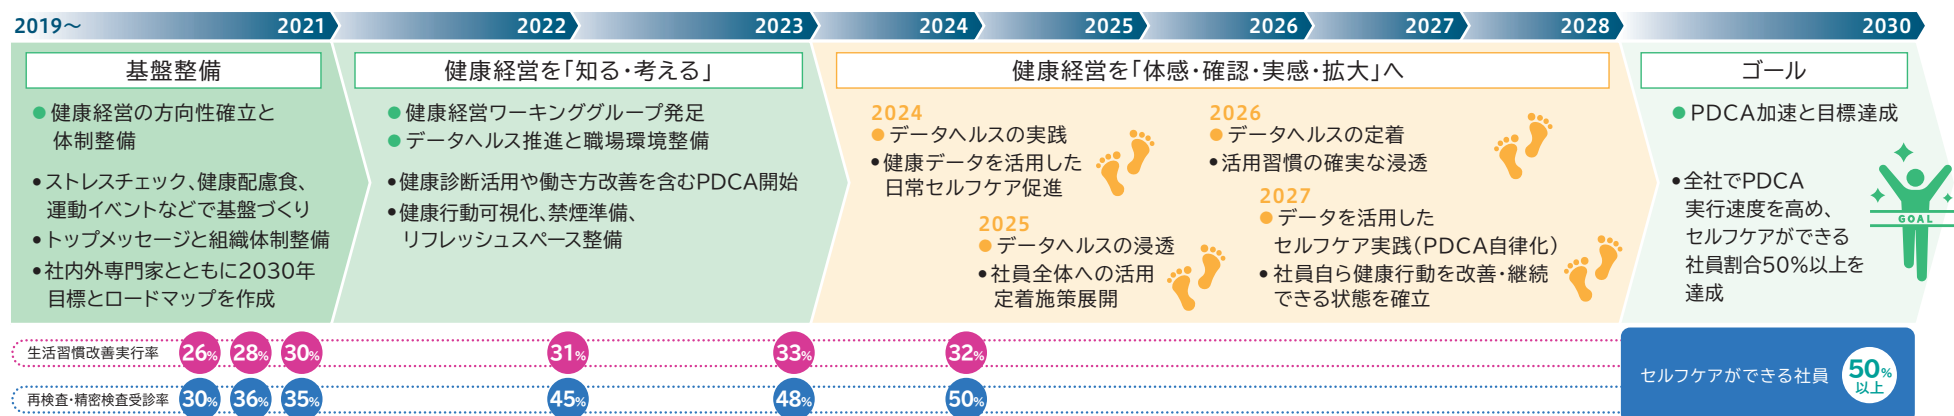 2019～ 2021 2022 2023 2024 2025 2026 2027 2028 2030
基盤整備
●健康経営の方向性確立と
体制整備
•ストレスチェック、健康配慮食、
運動イベントなどで基盤づくり
•トップメッセージと組織体制整備
•社内外専門家とともに2030年
目標とロードマップを作成
健康経営を「知る・考える」
●健康経営ワーキンググループ発足
●データヘルス推進と職場環境整備
•健康診断活用や働き方改善を含むPDCA開始
•健康行動可視化、禁煙準備、
リフレッシュスペース整備
健康経営を「体感・確認・実感・拡大」へ
2024
●データヘルスの実践
•健康データを活用した
日常セルフケア促進
2025
●データヘルスの浸透
•社員全体への活用
定着施策展開
2026
●データヘルスの定着
•活用習慣の確実な浸透
2027
●データを活用した
セルフケア実践（PDCA自律化）
•社員自ら健康行動を改善・継続
できる状態を確立
ゴール
●PDCA加速と目標達成
•全社でPDCA
実行速度を高め、
セルフケアができる
社員割合50%以上を
達成
GOAL
生活習慣改善実行率 26% 28% 30% 31% 33% 32%
再検査・精密検査受診率 30% 36% 35% 45% 48% 50%
セルフケアができる社員 50%
以上